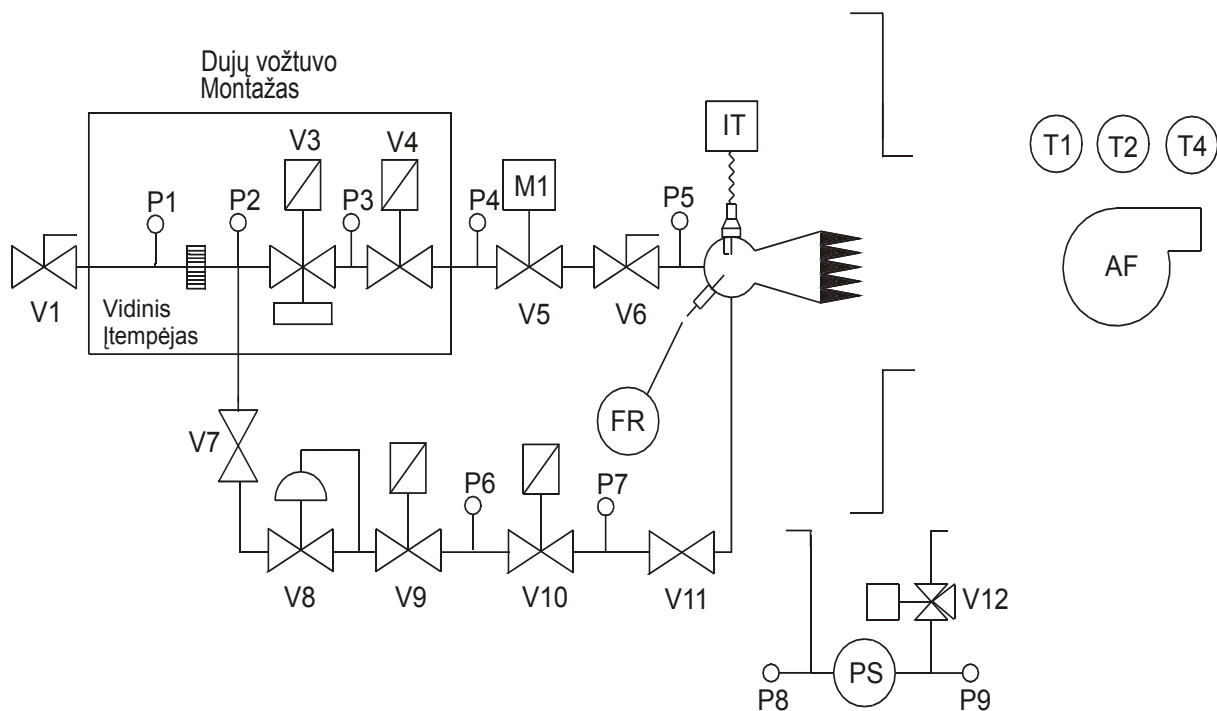 Dujų vožtuvo
Montažas
IT
V3
V4
T1
T2
T4
M1
P1
P2
P3
P4
P5
AF
V1
Vidinis
Įtempėjas
V5
V6
FR
V7
P6
P7
V8
V9
V10
V11
V12
PS
P8
P9